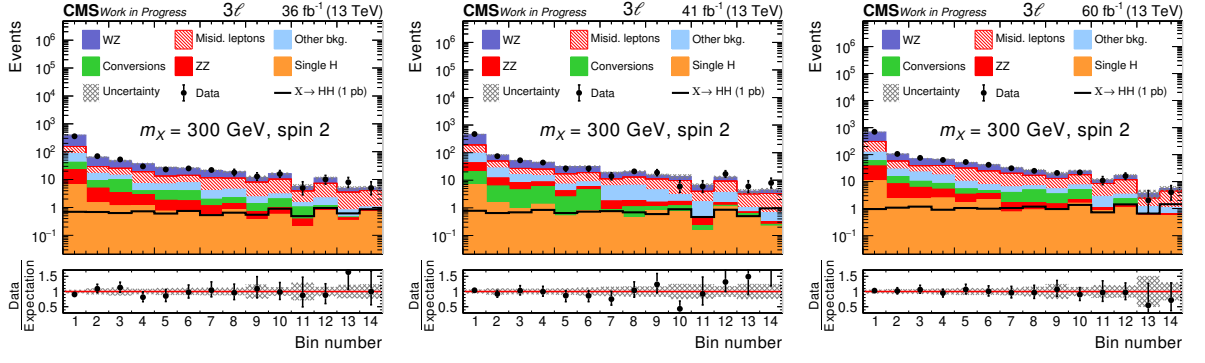 CMS Work in Progress 3ℓ 36 fb⁻¹ (13 TeV)
Events
10⁶
10⁵
10⁴
10³
10²
10
1
10⁻¹
WZ Misid. leptons Other bkg.
Conversions ZZ Single H
Uncertainty Data X→ HH (1 pb)
m_X = 300 GeV, spin 2
Data
Expectation
1.5
1
0.5
1 2 3 4 5 6 7 8 9 10 11 12 13 14
Bin number
CMS Work in Progress 3ℓ 41 fb⁻¹ (13 TeV)
Events
10⁶
10⁵
10⁴
10³
10²
10
1
10⁻¹
WZ Misid. leptons Other bkg.
Conversions ZZ Single H
Uncertainty Data X→ HH (1 pb)
m_X = 300 GeV, spin 2
Data
Expectation
1.5
1
0.5
1 2 3 4 5 6 7 8 9 10 11 12 13 14
Bin number
CMS Work in Progress 3ℓ 60 fb⁻¹ (13 TeV)
Events
10⁶
10⁵
10⁴
10³
10²
10
1
10⁻¹
WZ Misid. leptons Other bkg.
Conversions ZZ Single H
Uncertainty Data X→ HH (1 pb)
m_X = 300 GeV, spin 2
Data
Expectation
1.5
1
0.5
1 2 3 4 5 6 7 8 9 10 11 12 13 14
Bin number